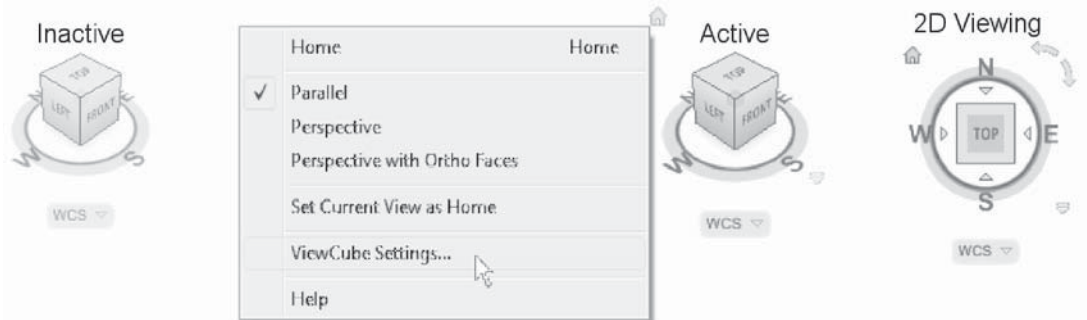 Inactive
TOP
LEFT
FRONT
W
S
WCS
Home Home
Parallel
Perspective
Perspective with Ortho Faces
Set Current View as Home
ViewCube Settings...
Help
Active
TOP
LEFT
FRONT
W
S
WCS
2D Viewing
N
W
TOP
E
S
WCS